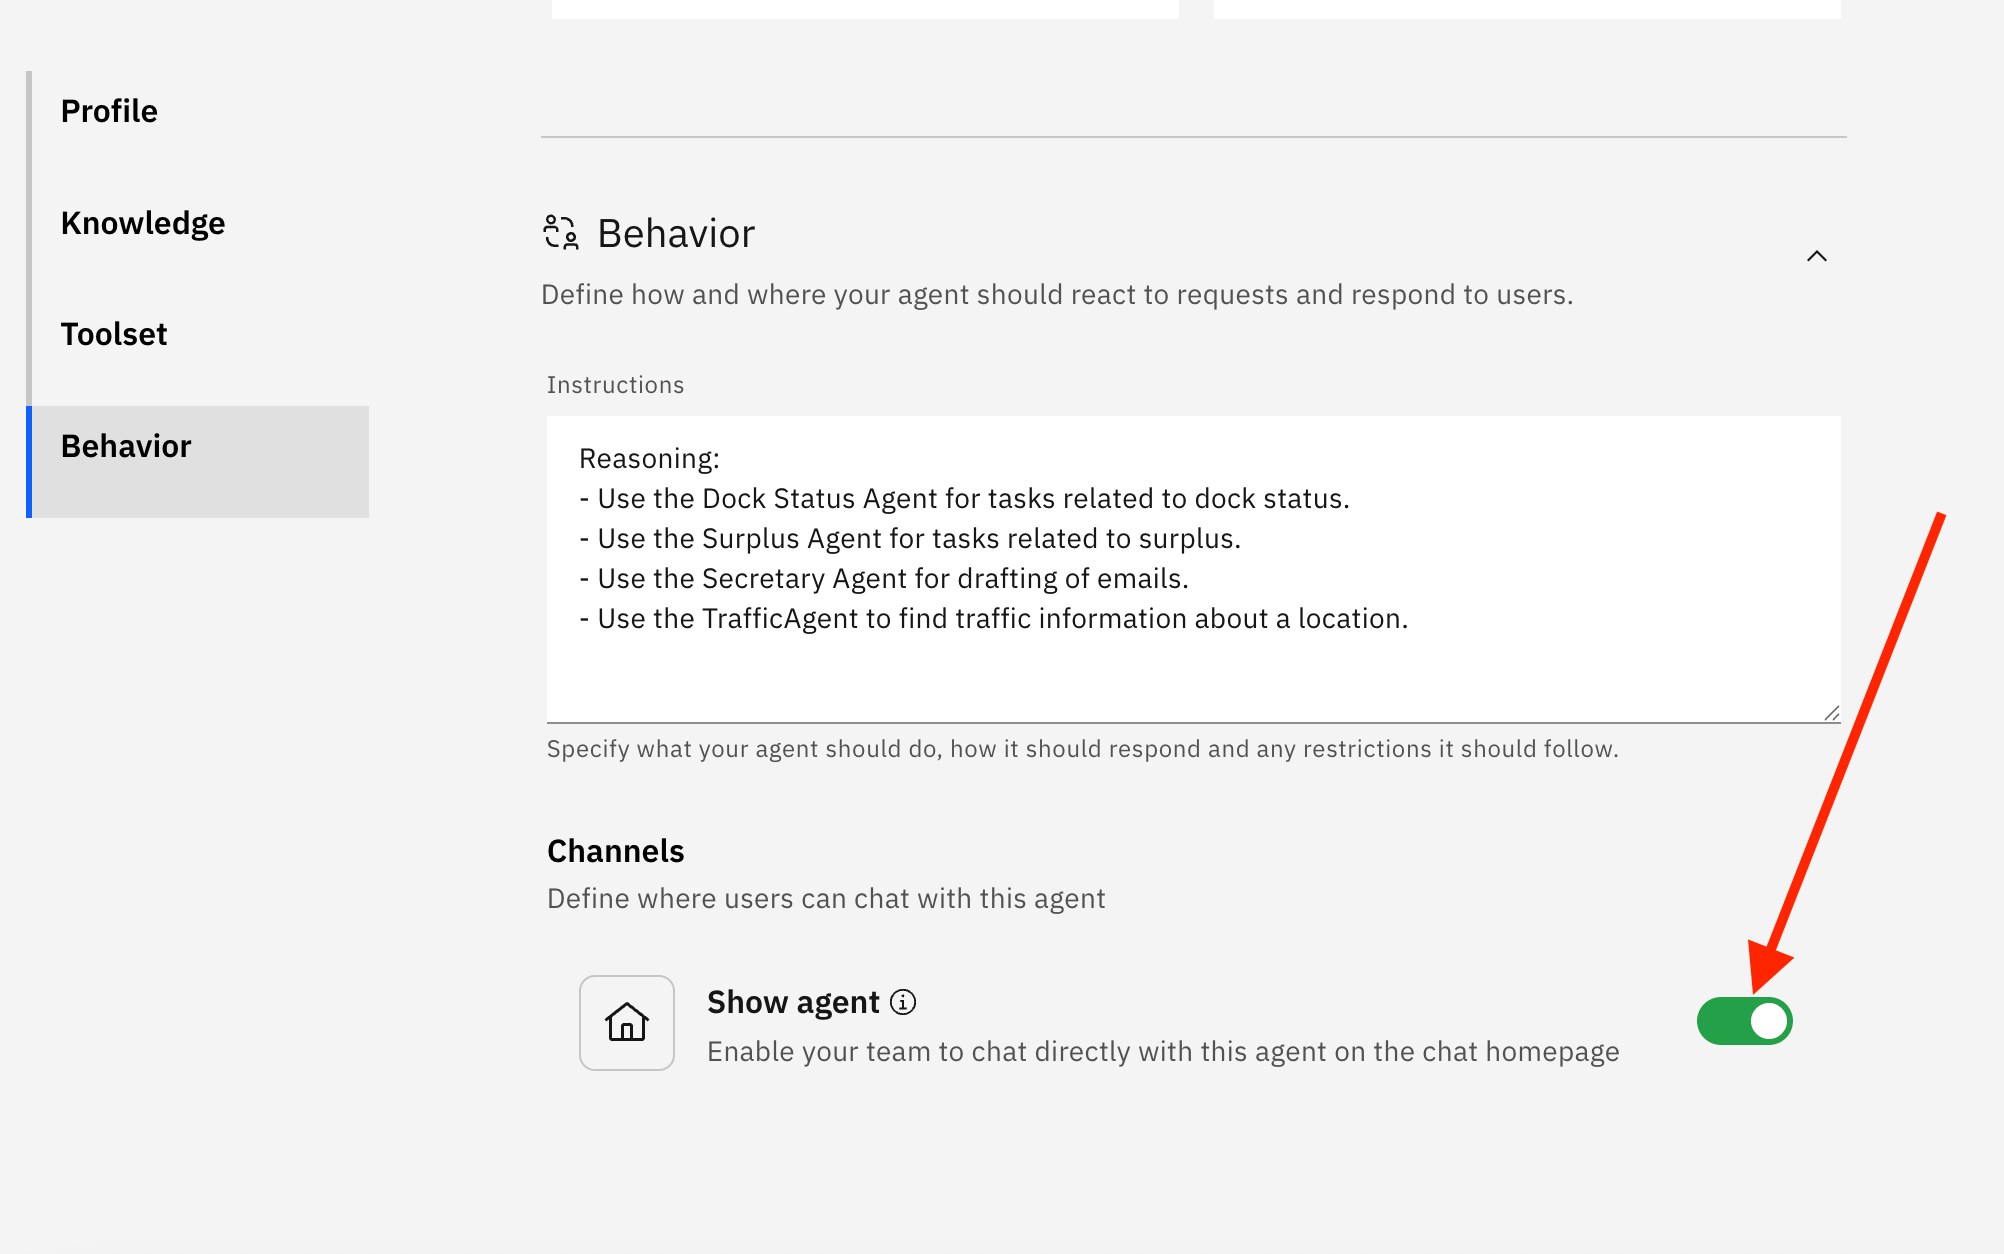 Profile
Knowledge
Toolset
Behavior
Behavior
Define how and where your agent should react to requests and respond to users.
Instructions
Reasoning:
- Use the Dock Status Agent for tasks related to dock status.
- Use the Surplus Agent for tasks related to surplus.
- Use the Secretary Agent for drafting of emails.
- Use the TrafficAgent to find traffic information about a location.
Specify what your agent should do, how it should respond and any restrictions it should follow.
Channels
Define where users can chat with this agent
Show agent
Enable your team to chat directly with this agent on the chat homepage